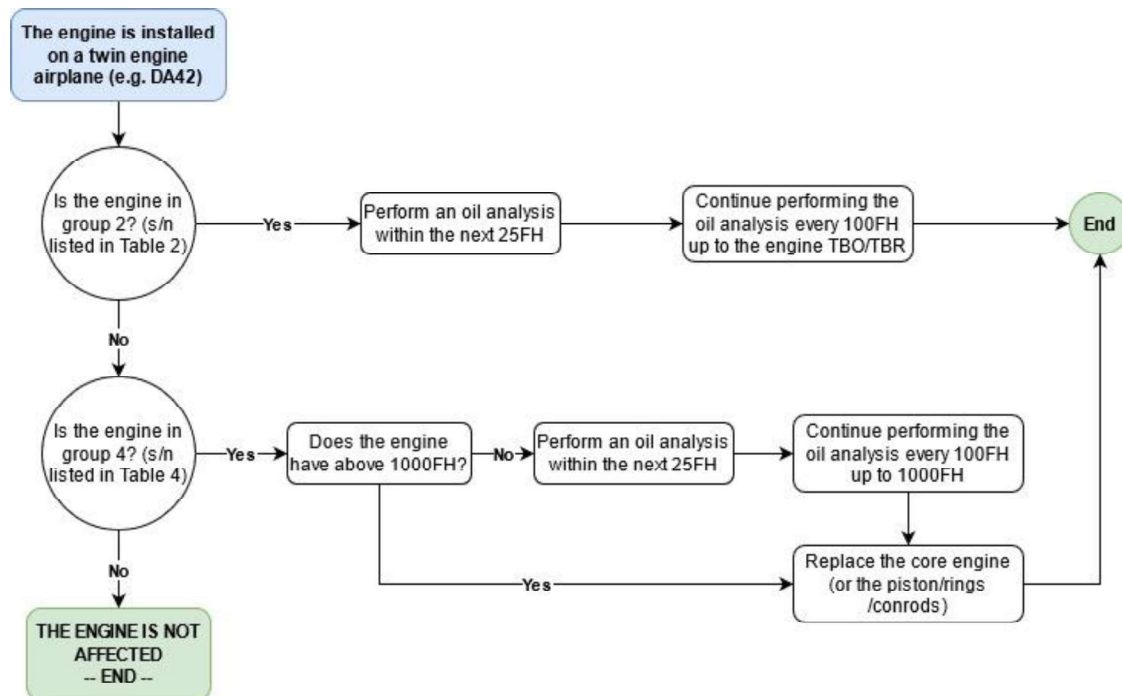 The engine is installed
on a twin engine
airplane (e.g. DA42)
Is the engine in
group 2? (s/n
listed in Table 2)
Yes
Perform an oil analysis
within the next 25FH
Continue performing the
oil analysis every 100FH
up to the engine TBO/TBR
End
No
Is the engine in
group 4? (s/n
listed in Table 4)
Yes
Does the engine
have above 1000FH?
No
Perform an oil analysis
within the next 25FH
Continue performing the
oil analysis every 100FH
up to 1000FH
Yes
Replace the core engine
(or the piston/rings
/conrods)
No
THE ENGINE IS NOT
AFFECTED
-- END --